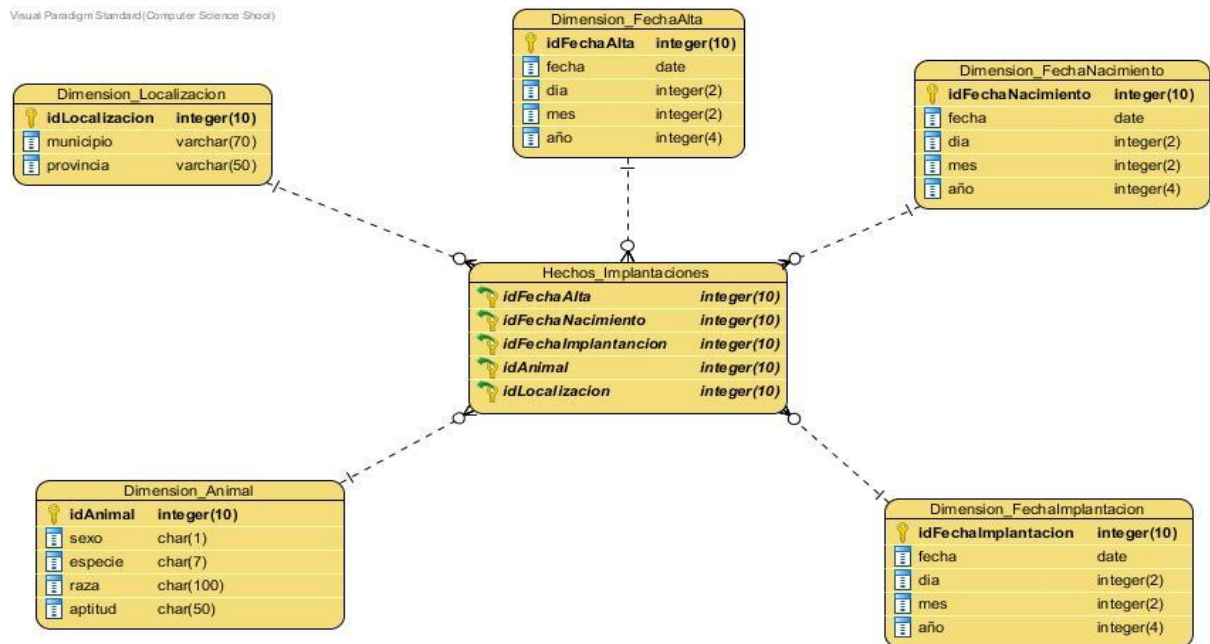 Visual Paradigm Standard(Computer Science Shool)
Dimension_FechaAlta
idFechaAlta integer(10)
fecha date
dia integer(2)
mes integer(2)
año integer(4)
Dimension_FechaNacimiento
idFechaNacimiento integer(10)
fecha date
dia integer(2)
mes integer(2)
año integer(4)
Dimension_Localizacion
idLocalizacion integer(10)
municipio varchar(70)
provincia varchar(50)
Hechos_Implantaciones
idFechaAlta integer(10)
idFechaNacimiento integer(10)
idFechaImplantancion integer(10)
idAnimal integer(10)
idLocalizacion integer(10)
Dimension_Animal
idAnimal integer(10)
sexo char(1)
especie char(7)
raza char(100)
aptitud char(50)
Dimension_FechaImplantacion
idFechaImplantacion integer(10)
fecha date
dia integer(2)
mes integer(2)
año integer(4)